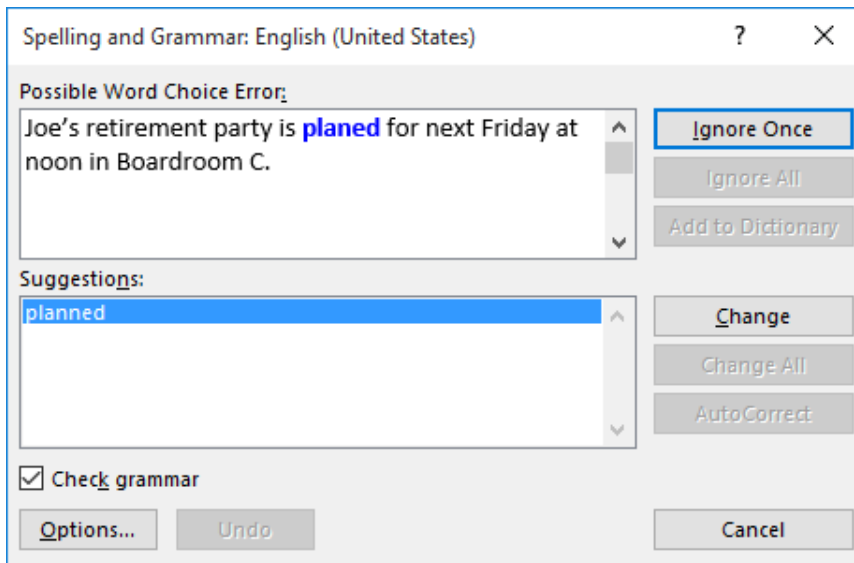 Spelling and Grammar: English (United States)
?
Possible Word Choice Error:
Joe's retirement party is planed for next Friday at
noon in Boardroom C.
Ignore Once
Ignore All
Add to Dictionary
Suggestions:
planned
Change
Change All
AutoCorrect
Check grammar
Options...
Undo
Cancel